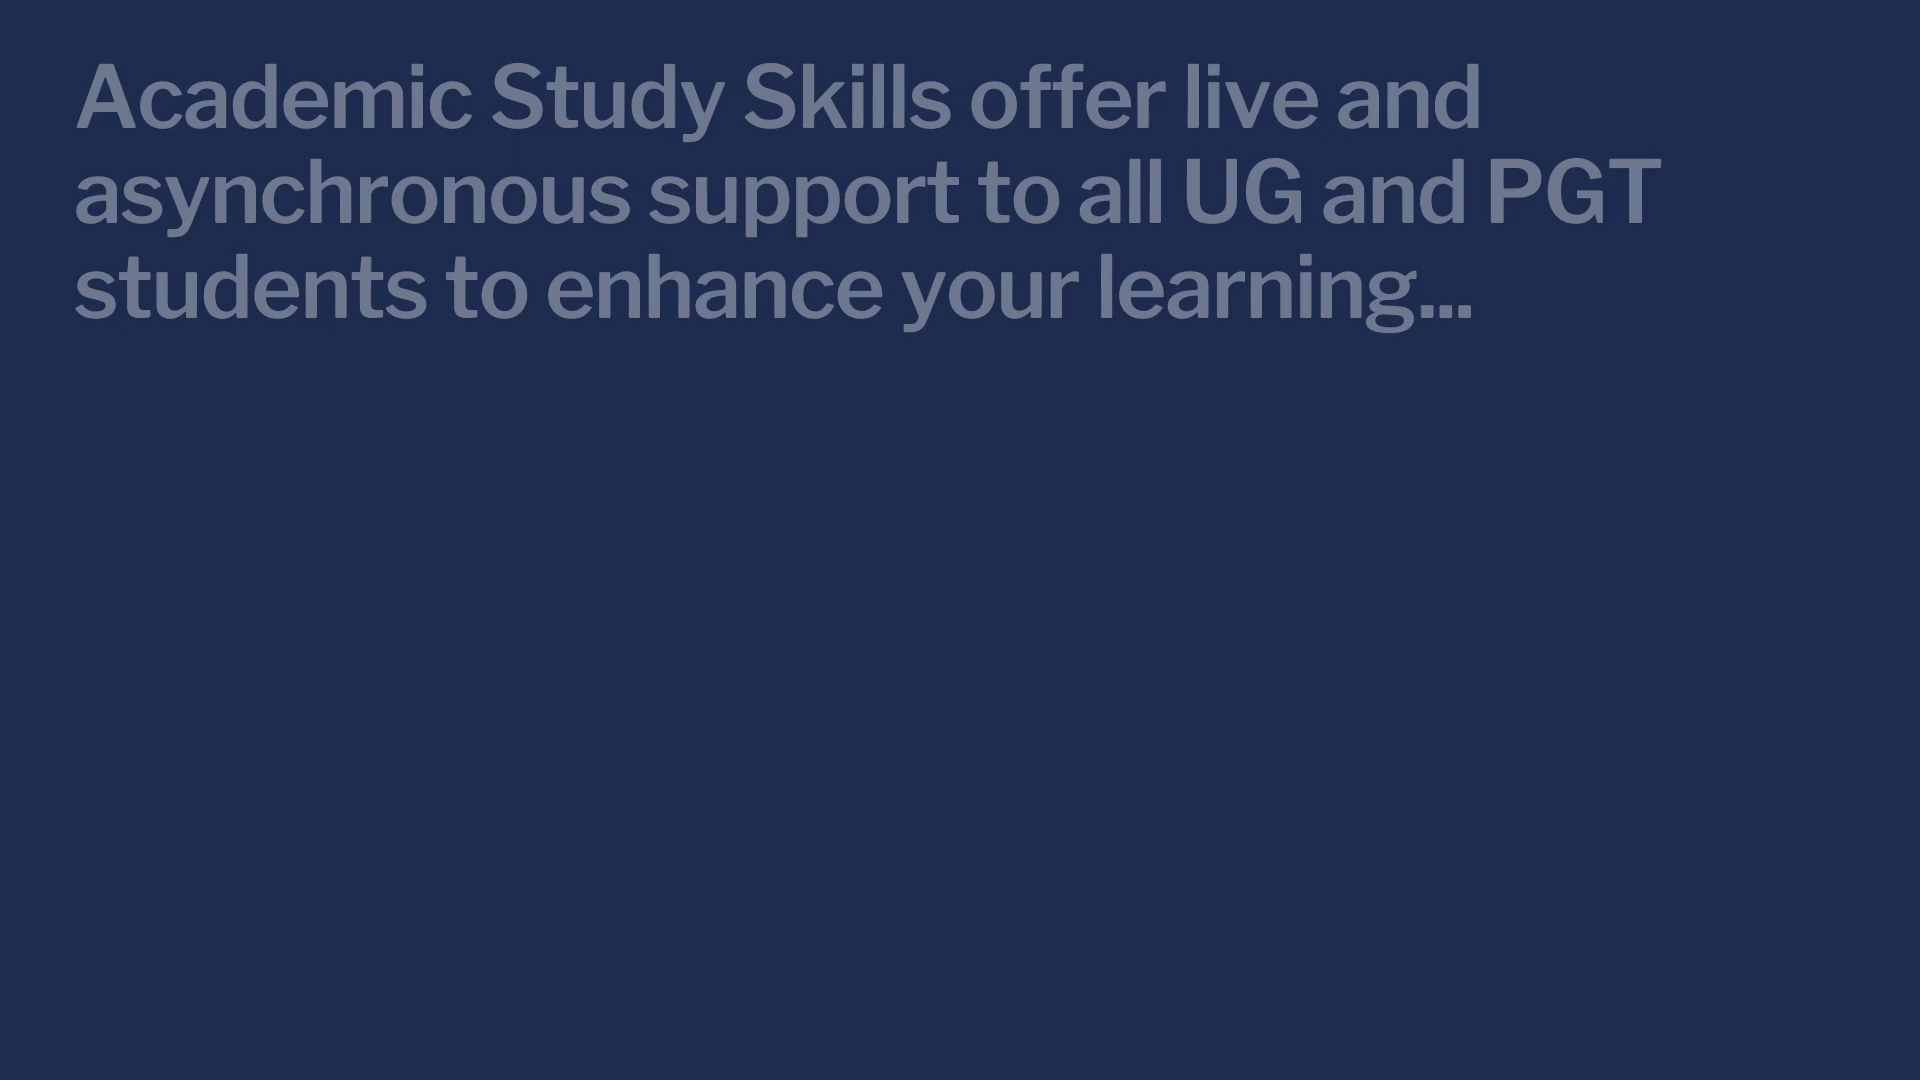 Academic Study Skills offer live and
asynchronous support to all UG and PGT
students to enhance your learning...